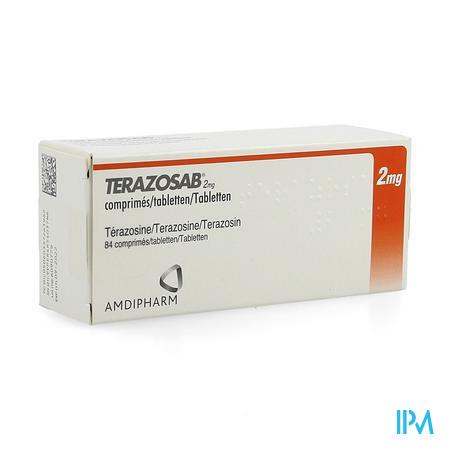 TERAZOSAB® 2mg
comprimés/tabletten/Tabletten
Térazosine/Terazosine/Terazosin
84 comprimés/tabletten/Tabletten
AMDIPHARM
2mg
IPM